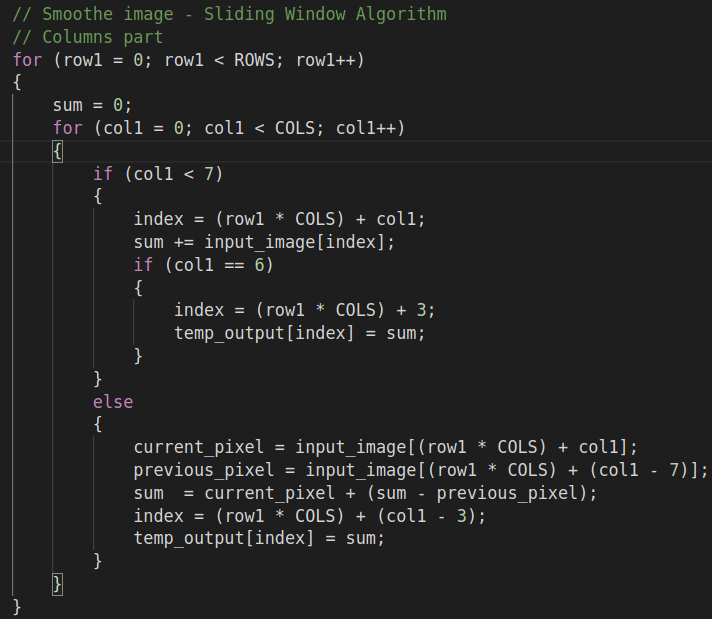 // Smoothe image - Sliding Window Algorithm
// Columns part
for (row1 = 0; row1 < ROWS; row1++)
{
    sum = 0;
    for (col1 = 0; col1 < COLS; col1++)
    {
        if (col1 < 7)
        {
            index = (row1 * COLS) + col1;
            sum += input_image[index];
            if (col1 == 6)
            {
                index = (row1 * COLS) + 3;
                temp_output[index] = sum;
            }
        }
        else
        {
            current_pixel = input_image[(row1 * COLS) + col1];
            previous_pixel = input_image[(row1 * COLS) + (col1 - 7)];
            sum  = current_pixel + (sum - previous_pixel);
            index = (row1 * COLS) + (col1 - 3);
            temp_output[index] = sum;
        }
    }
}